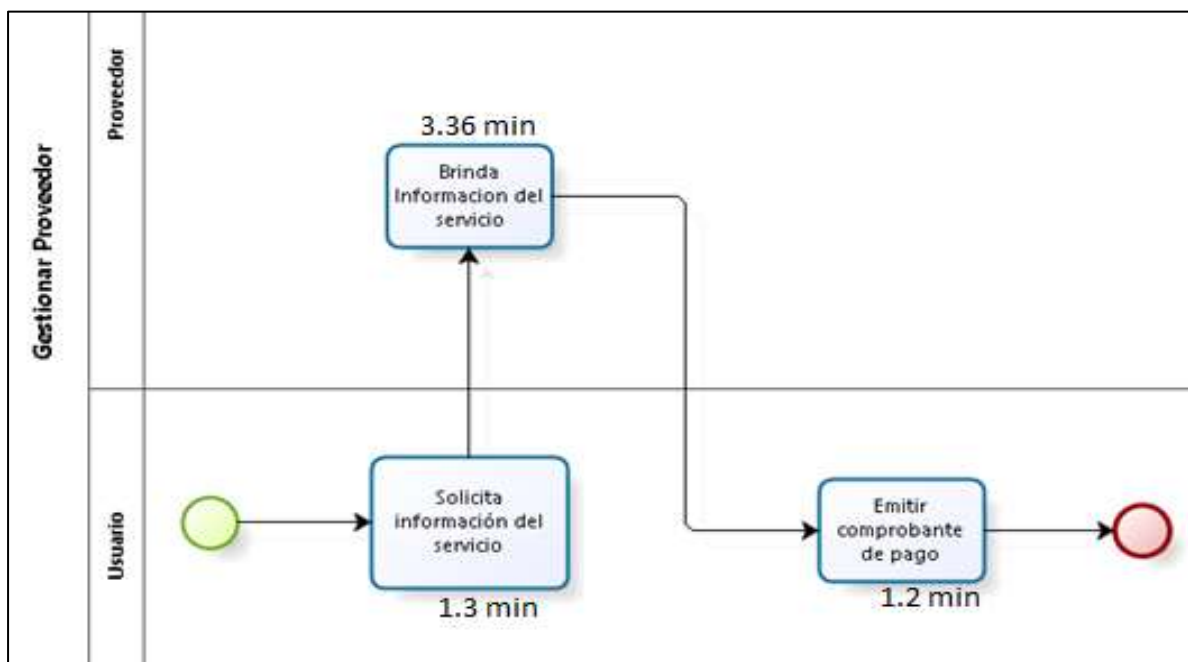 Gestionar Proveedor
Proveedor
3.36 min
Brinda
Informacion del
servicio
Usuario
Solicita
información del
servicio
1.3 min
Emitir
comprobante
de pago
1.2 min